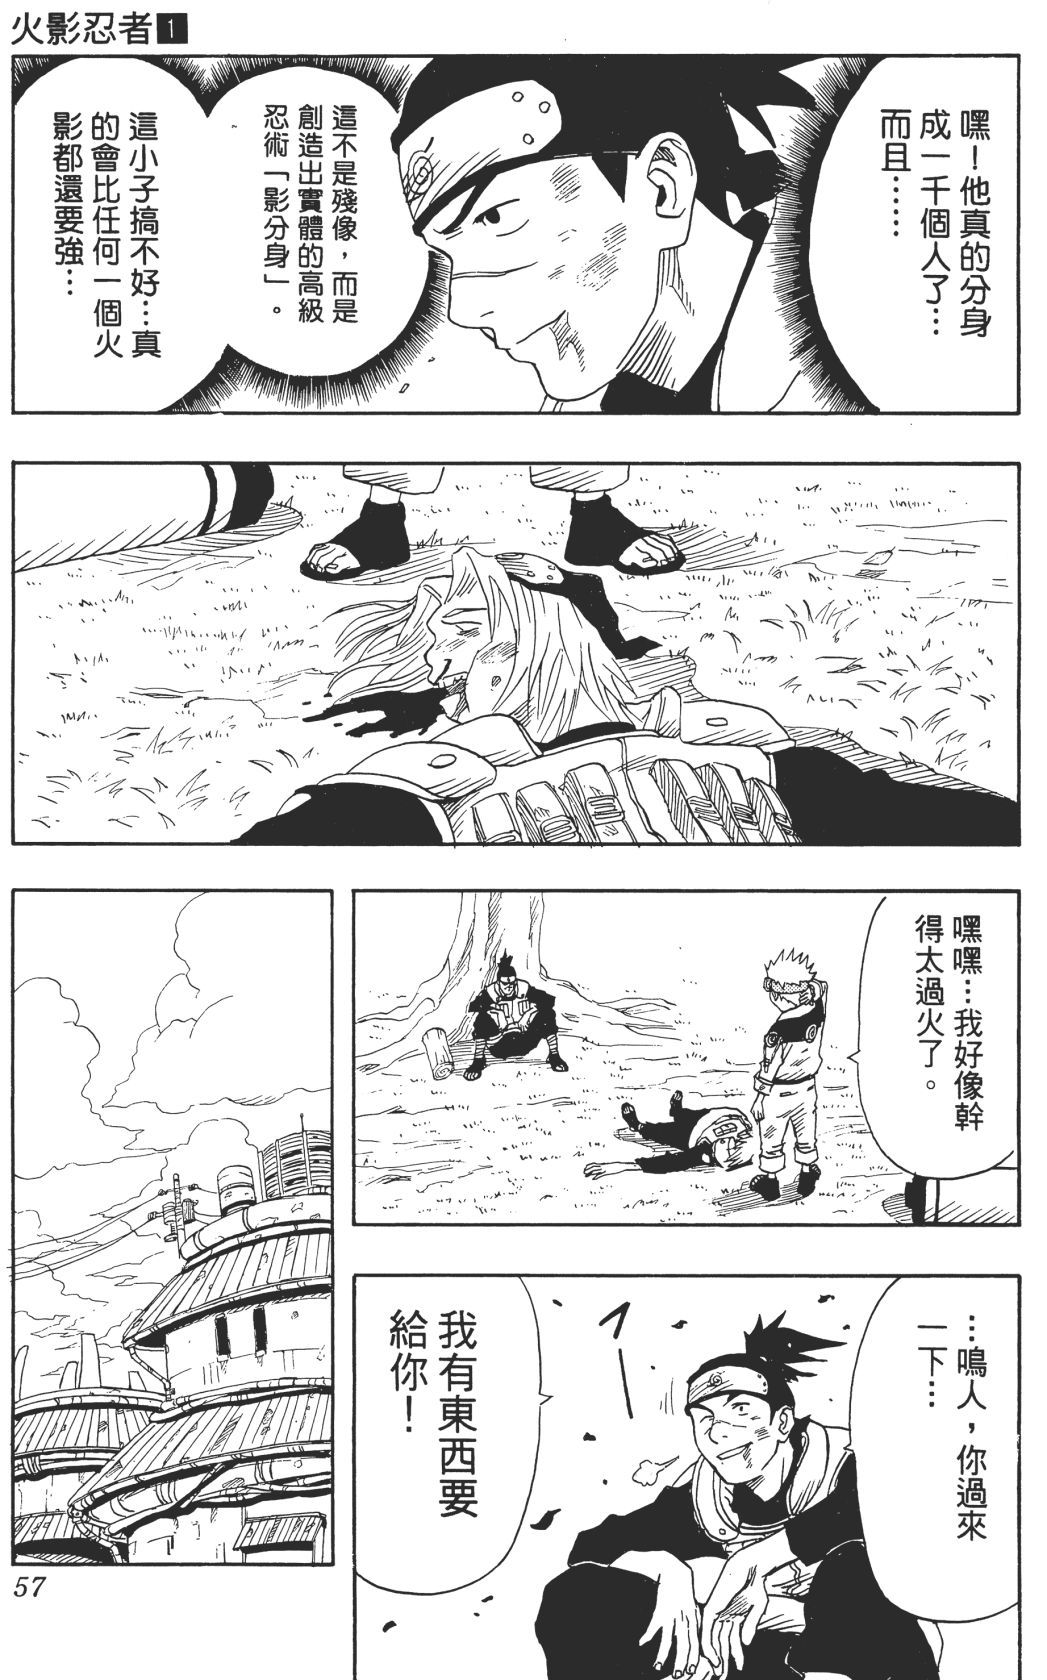 火影忍者1
嘿！他真的分身
成一千個人了…
而且……
這不是殘像，而是
創造出實體的高級
忍術「影分身」。
這小子搞不好…真
的會比任何一個火
影都還要強…
嘿嘿…我好像幹
得太過火了。
…鳴人，你過來
一下…
我有東西要
給你！
57